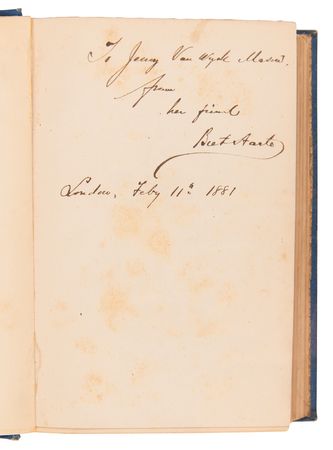 To Jenny Van Wyck Mason.
from
her friend
Bret Harte
London, Feby 11th 1881